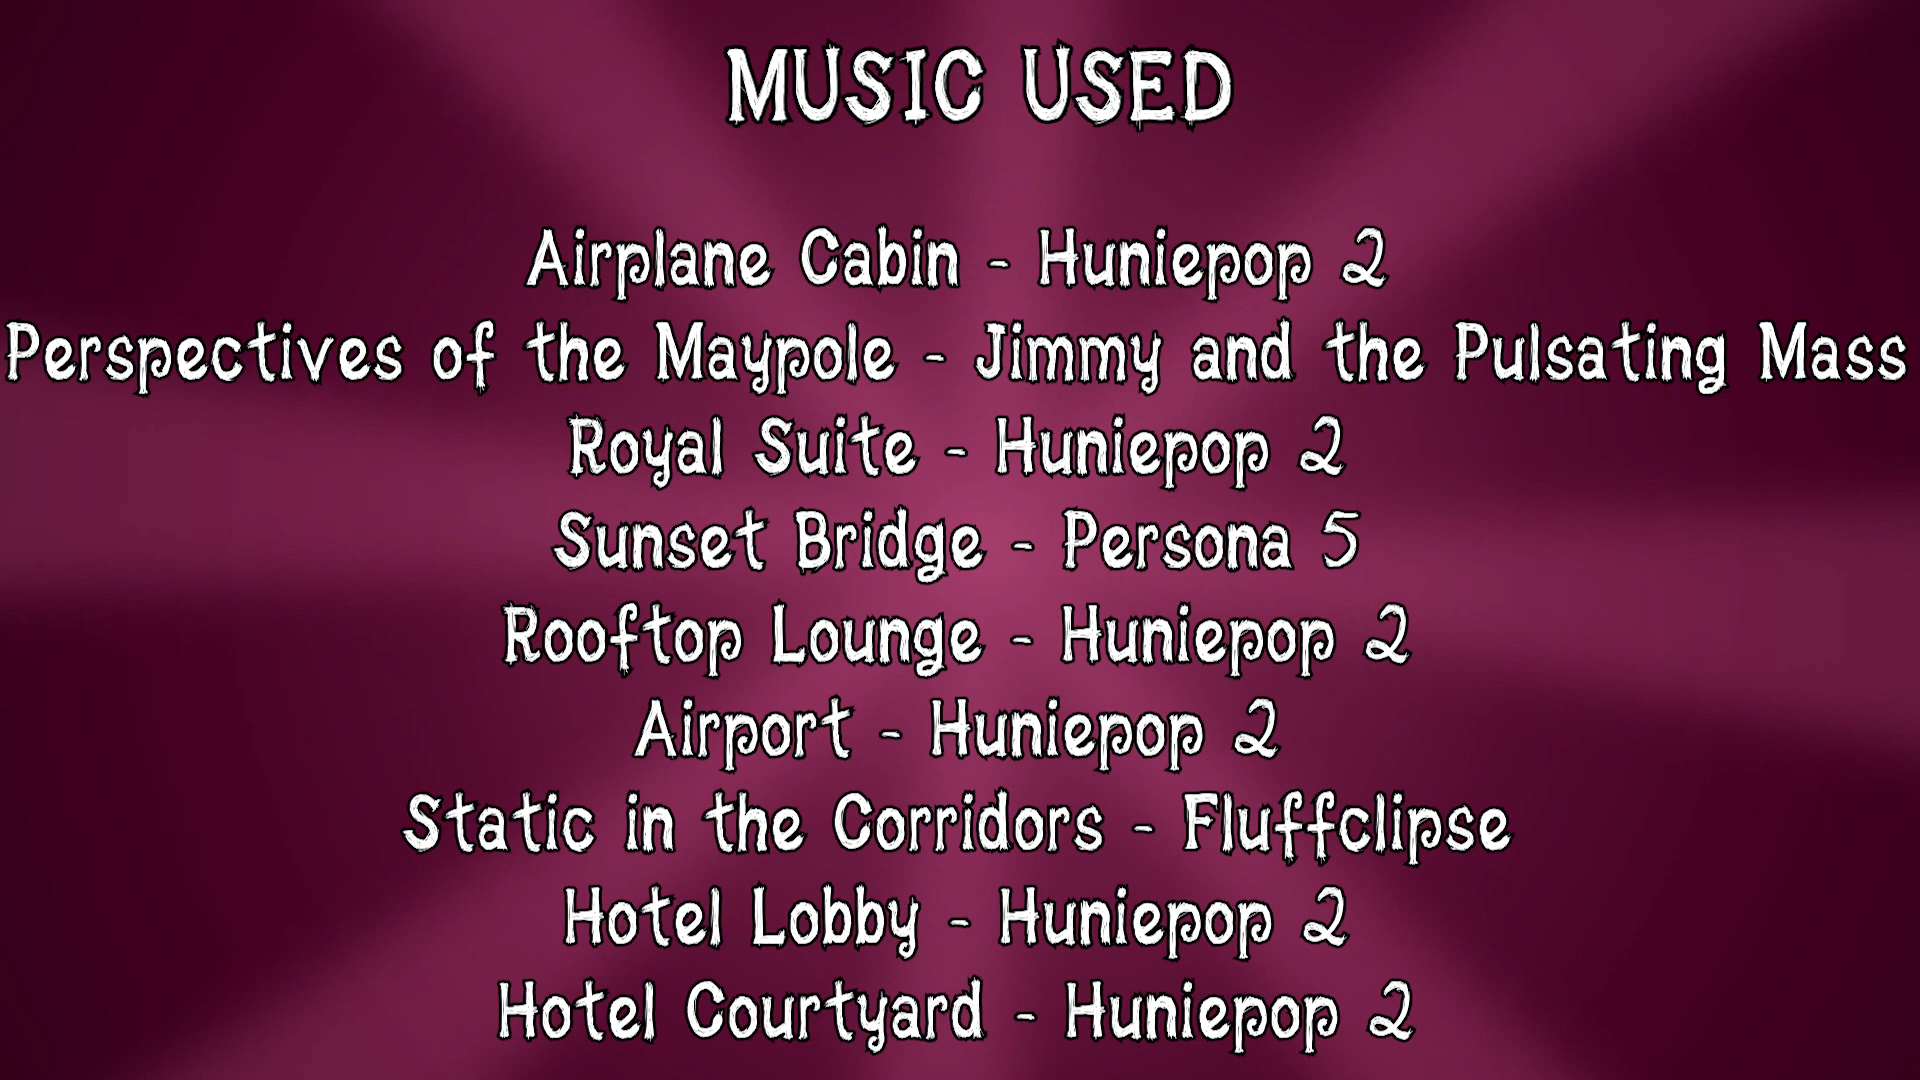 MUSIC USED
Airplane Cabin - Huniepop 2
Perspectives of the Maypole - Jimmy and the Pulsating Mass
Royal Suite - Huniepop 2
Sunset Bridge - Persona 5
Rooftop Lounge - Huniepop 2
Airport - Huniepop 2
Static in the Corridors - Fluffclipse
Hotel Lobby - Huniepop 2
Hotel Courtyard - Huniepop 2